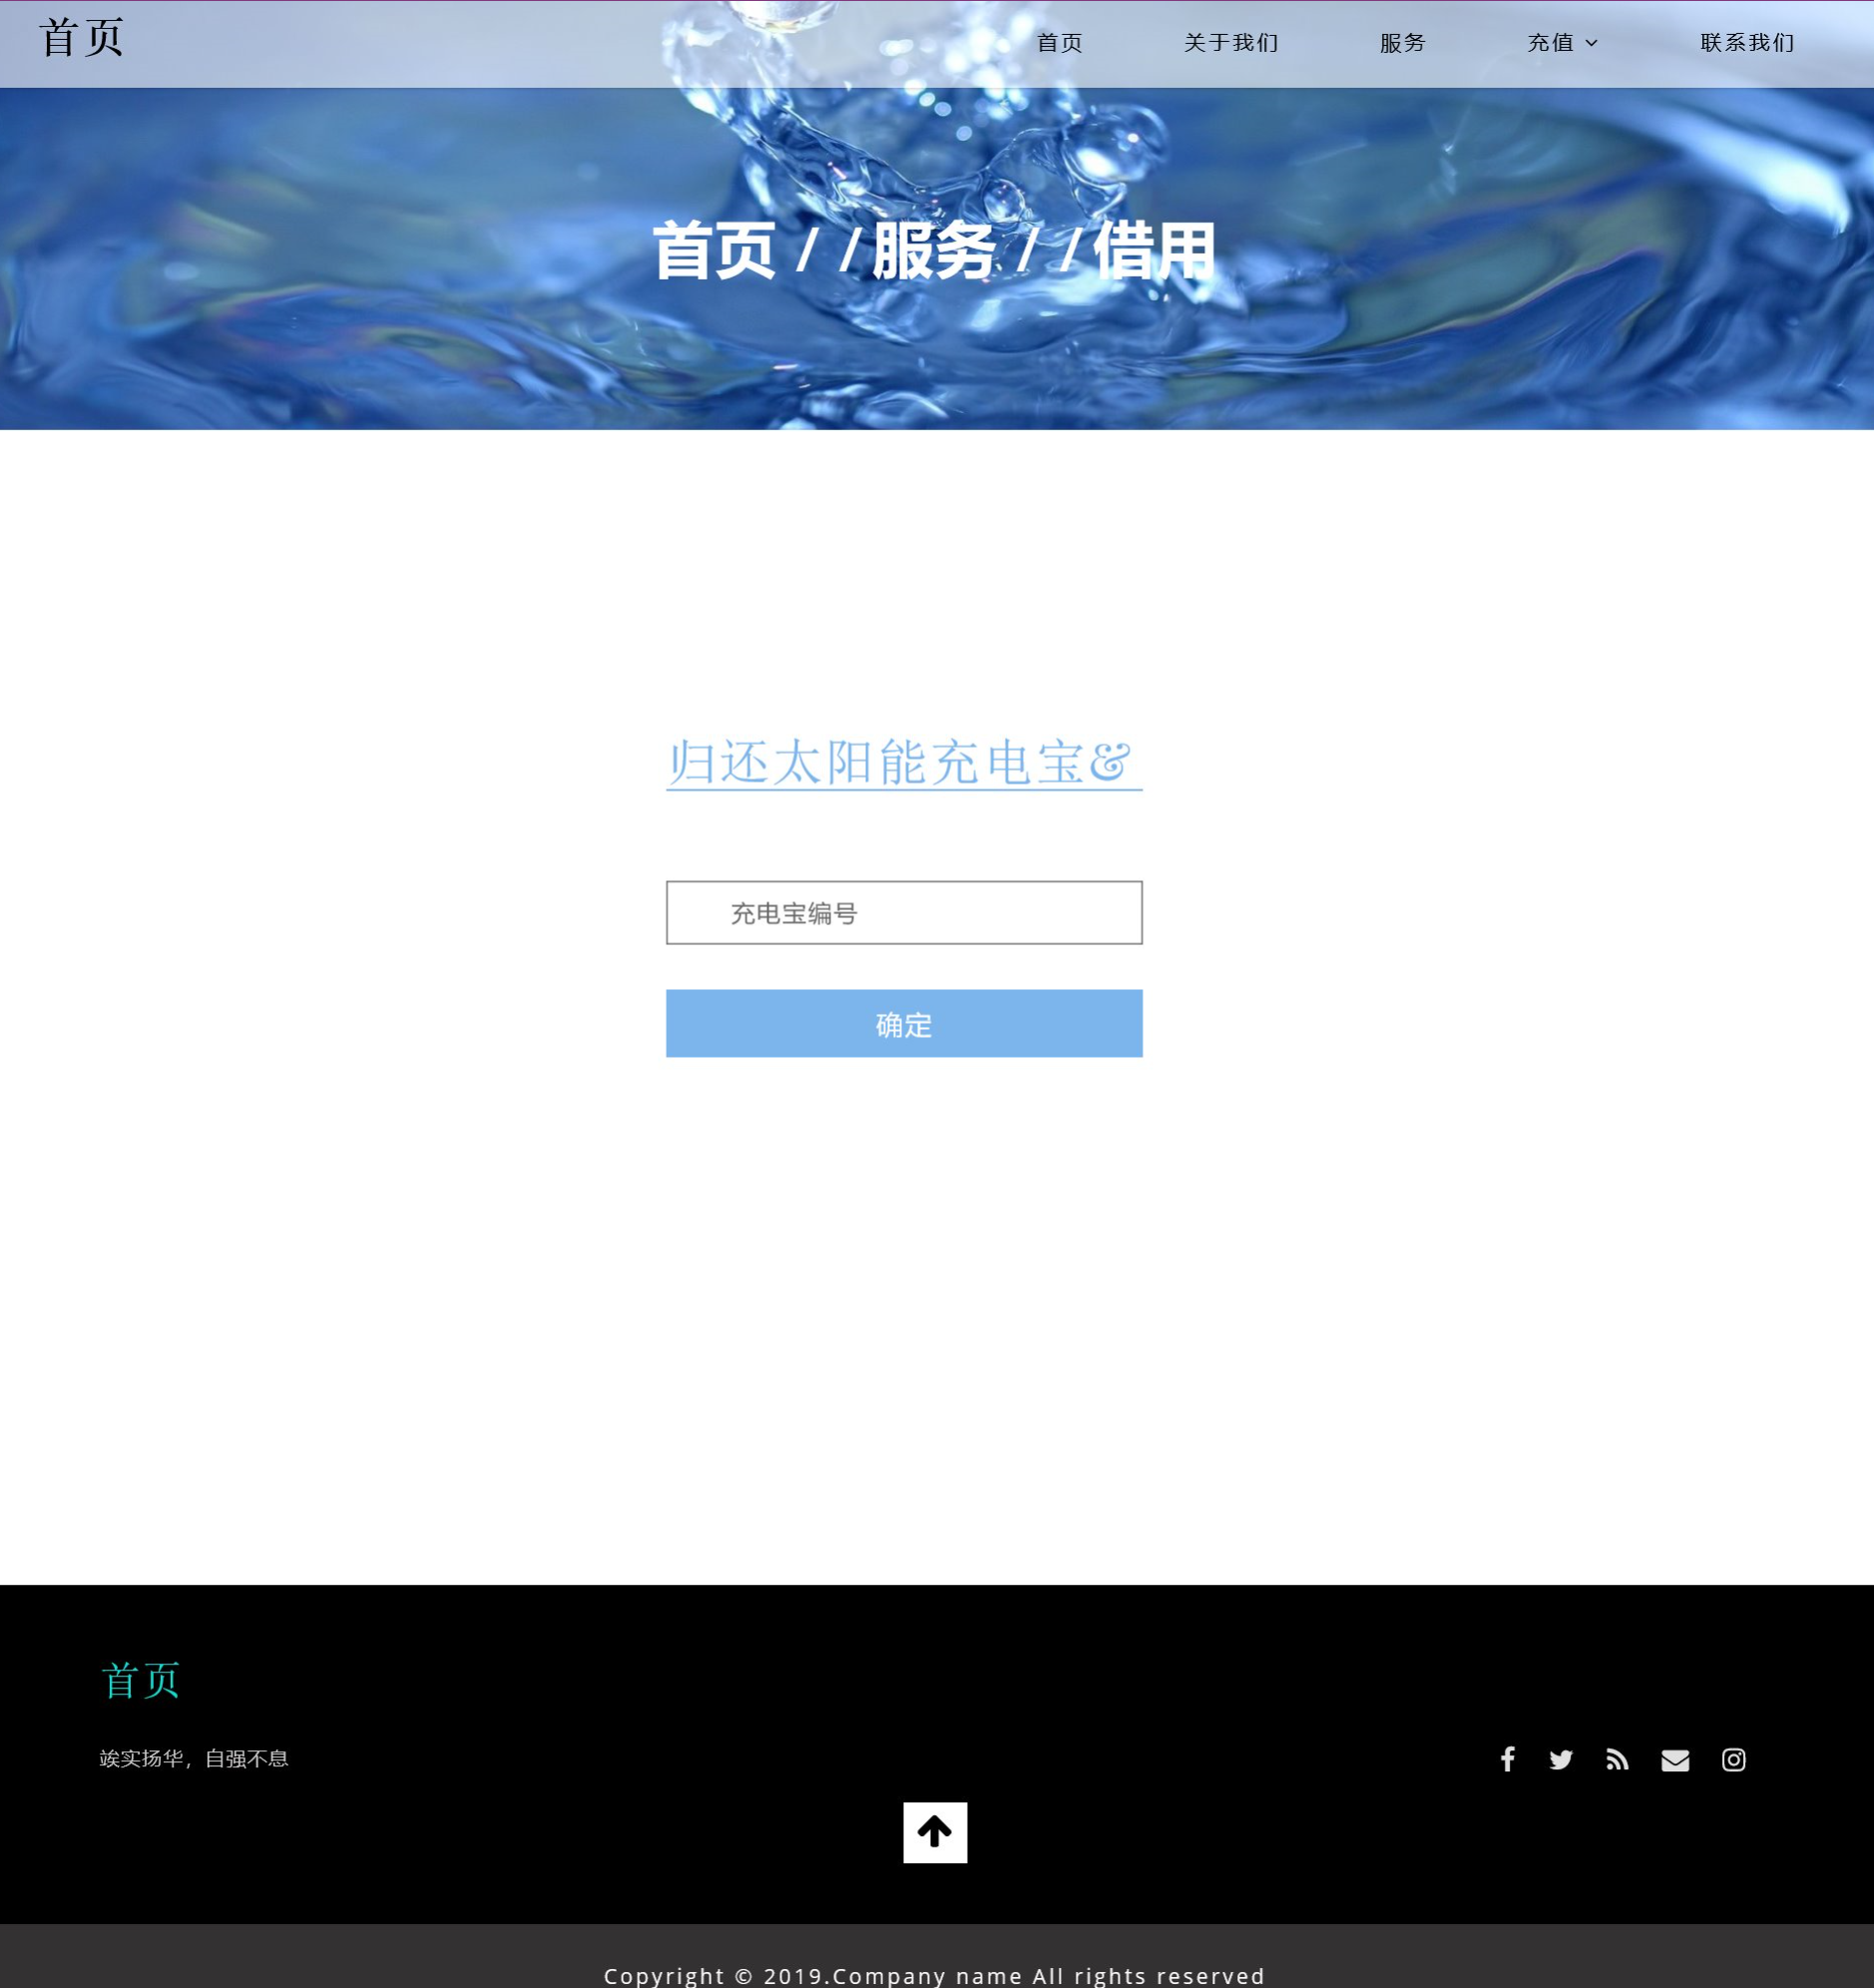 首页
首页 关于我们 服务 充值 联系我们
首页 / / 服务 / / 借用
归还太阳能充电宝&
充电宝编号
确定
首页
竢实扬华，自强不息
Copyright © 2019.Company name All rights reserved